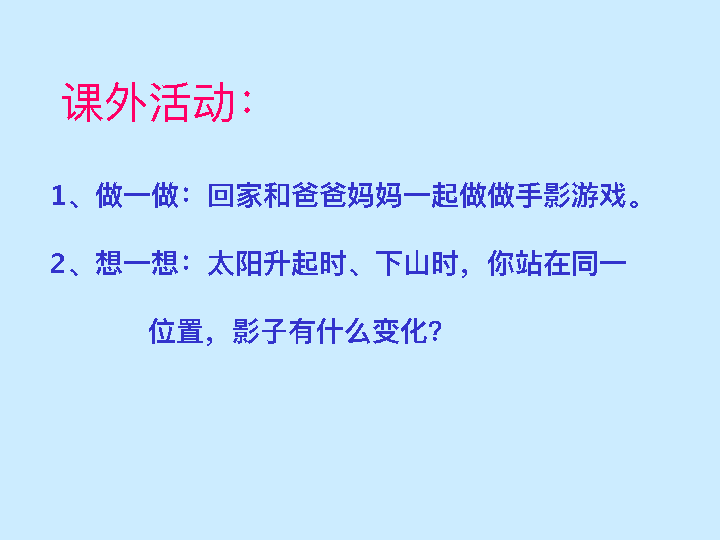 课外活动：
1、做一做：回家和爸爸妈妈一起做做手影游戏。
2、想一想：太阳升起时、下山时，你站在同一
位置，影子有什么变化？